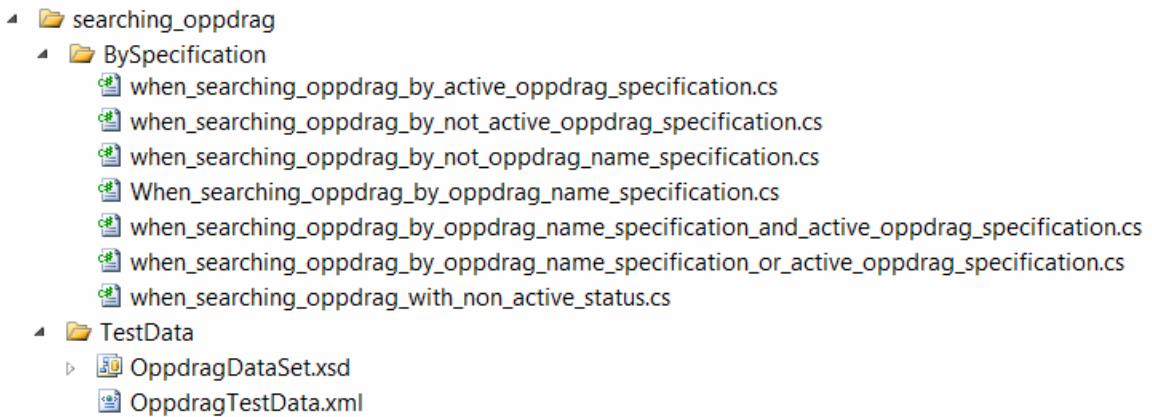 searching_oppdrag
BySpecification
when_searching_oppdrag_by_active_oppdrag_specification.cs
when_searching_oppdrag_by_not_active_oppdrag_specification.cs
when_searching_oppdrag_by_not_oppdrag_name_specification.cs
When_searching_oppdrag_by_oppdrag_name_specification.cs
when_searching_oppdrag_by_oppdrag_name_specification_and_active_oppdrag_specification.cs
when_searching_oppdrag_by_oppdrag_name_specification_or_active_oppdrag_specification.cs
when_searching_oppdrag_with_non_active_status.cs
TestData
OppdragDataSet.xsd
OppdragTestData.xml